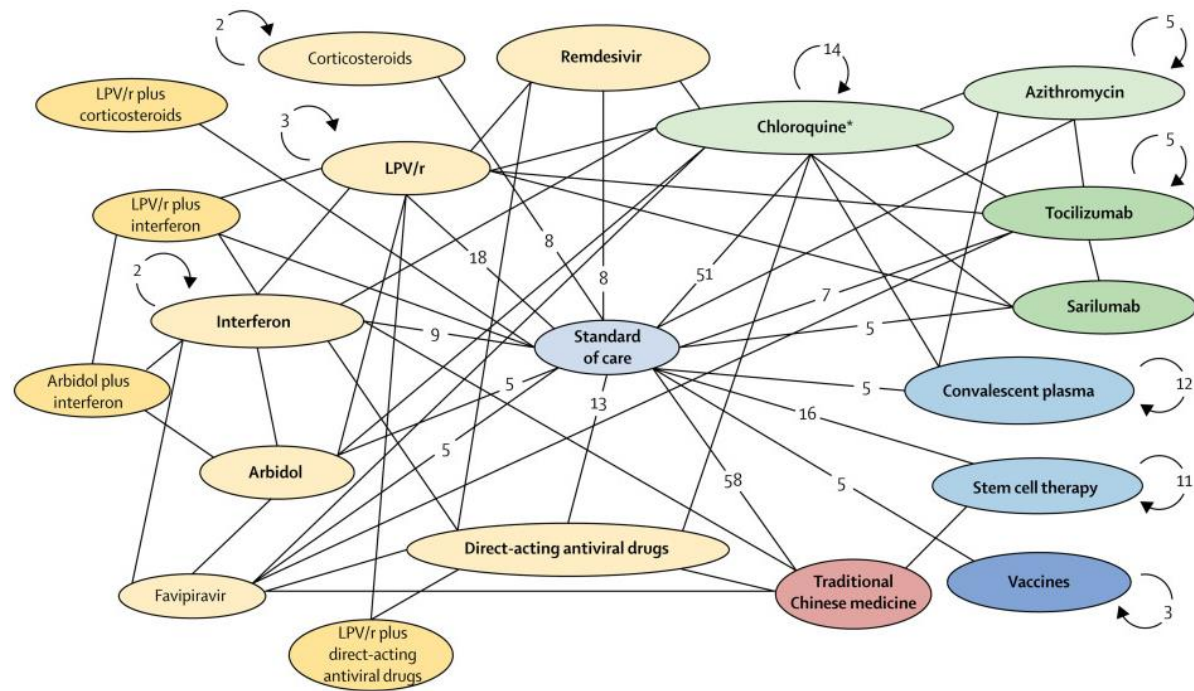 2
Corticosteroids
Remdesivir
14
5
Azithromycin
LPV/r plus
corticosteroids
3
LPV/r
Chloroquine*
5
Tocilizumab
LPV/r plus
interferon
8
18
8
51
7
Sarilumab
2
Interferon
9
Standard
of care
5
Arbidol plus
interferon
5
13
5
Convalescent plasma
12
16
Arbidol
5
58
5
Stem cell therapy
11
Direct-acting antiviral drugs
Favipiravir
Traditional
Chinese medicine
Vaccines
3
LPV/r plus
direct-acting
antiviral drugs